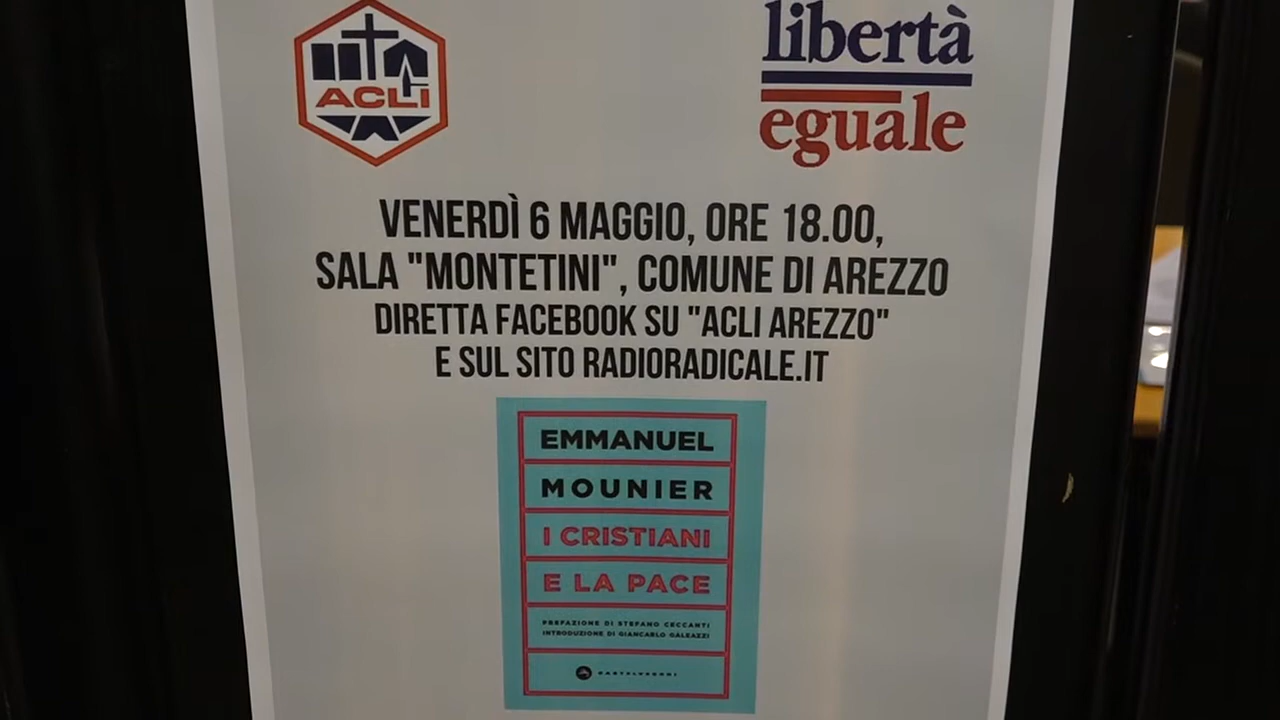 ACLI
libertà
eguale
VENERDÌ 6 MAGGIO, ORE 18.00,
SALA "MONTETINI", COMUNE DI AREZZO
DIRETTA FACEBOOK SU "ACLI AREZZO"
E SUL SITO RADIORADICALE.IT
EMMANUEL
MOUNIER
I CRISTIANI
E LA PACE
PREFAZIONE DI STEFANO CECCANTI
INTRODUZIONE DI GIANCARLO GALEAZZI
CASTELVECCHI